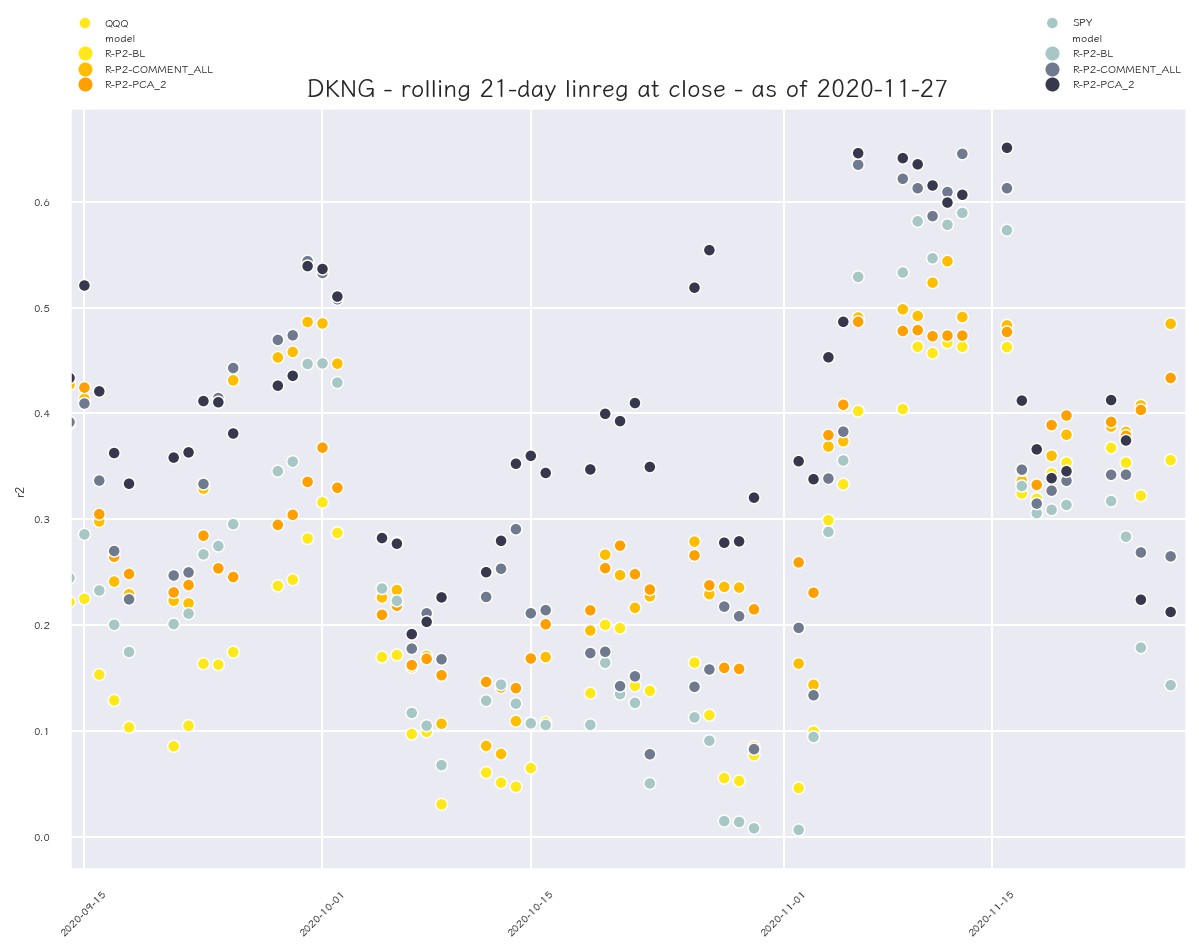 QQQ
model
R-P2-BL
R-P2-COMMENT_ALL
R-P2-PCA_2
SPY
model
R-P2-BL
R-P2-COMMENT_ALL
R-P2-PCA_2
DKNG - rolling 21-day linreg at close - as of 2020-11-27
r2
0.6
0.5
0.4
0.3
0.2
0.1
0.0
2020-09-15
2020-10-01
2020-10-15
2020-11-01
2020-11-15